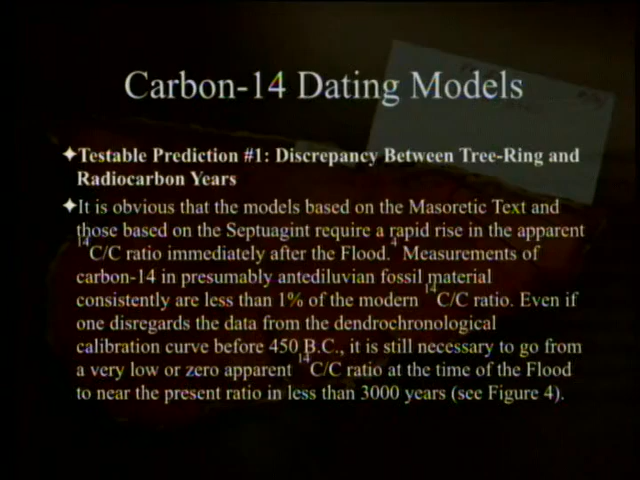 Carbon-14 Dating Models
✦Testable Prediction #1: Discrepancy Between Tree-Ring and
Radiocarbon Years
✦It is obvious that the models based on the Masoretic Text and
those based on the Septuagint require a rapid rise in the apparent
¹⁴C/C ratio immediately after the Flood.⁴ Measurements of
carbon-14 in presumably antediluvian fossil material
consistently are less than 1% of the modern ¹⁴C/C ratio. Even if
one disregards the data from the dendrochronological
calibration curve before 450 B.C., it is still necessary to go from
a very low or zero apparent ¹⁴C/C ratio at the time of the Flood
to near the present ratio in less than 3000 years (see Figure 4).